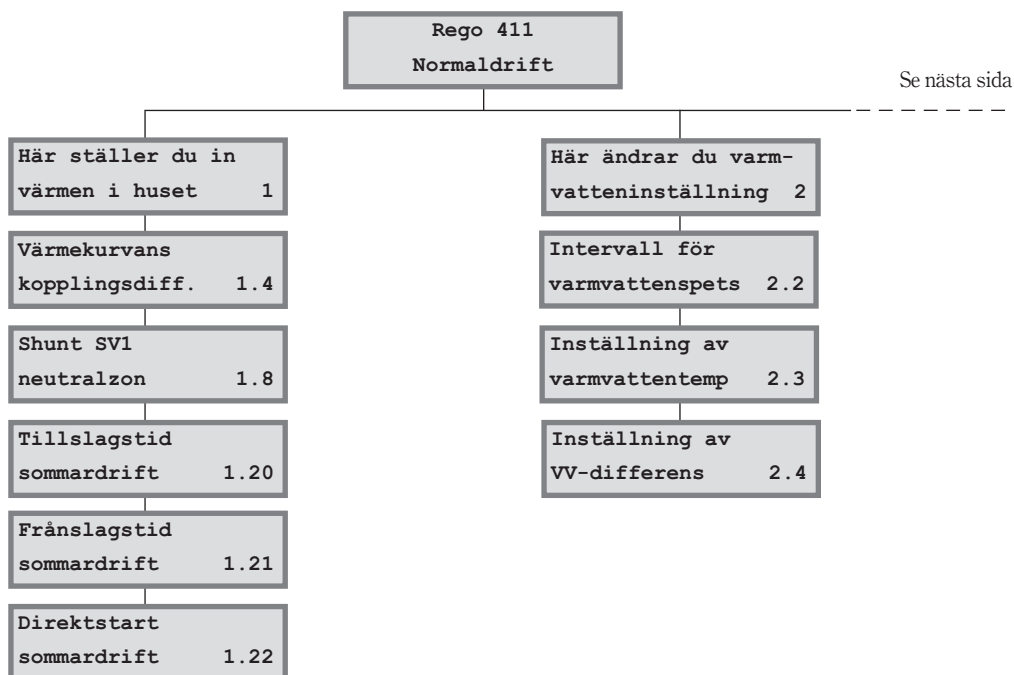 Rego 411
Normaldrift
Se nästa sida
Här ställer du in
värmen i huset 1
Värmekurvans
kopplingsdiff. 1.4
Shunt SV1
neutralzon 1.8
Tillslagstid
sommardrift 1.20
Frånslagstid
sommardrift 1.21
Direktstart
sommardrift 1.22
Här ändrar du varm-
vatteninställning 2
Intervall för
varmvattenspets 2.2
Inställning av
varmvattentemp 2.3
Inställning av
VV-differens 2.4